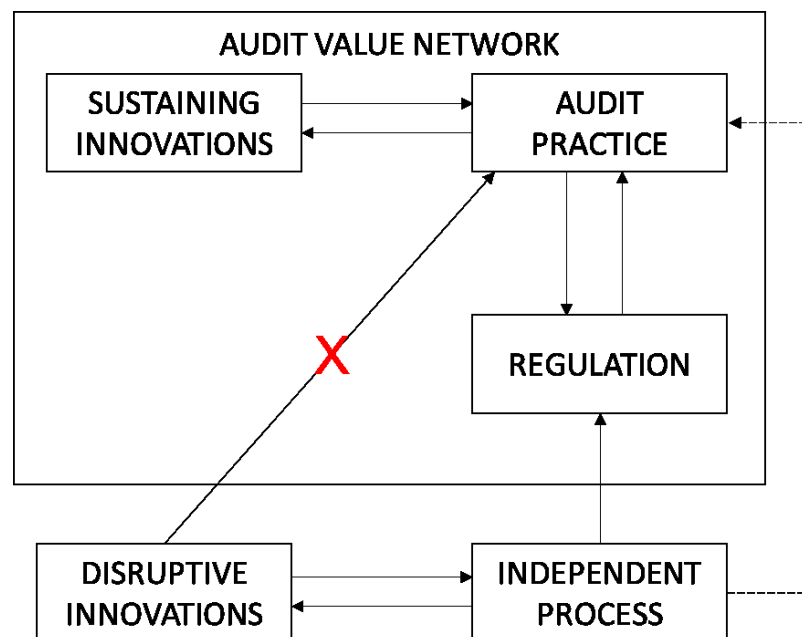 AUDIT VALUE NETWORK
SUSTAINING
INNOVATIONS
AUDIT
PRACTICE
X
REGULATION
DISRUPTIVE
INNOVATIONS
INDEPENDENT
PROCESS